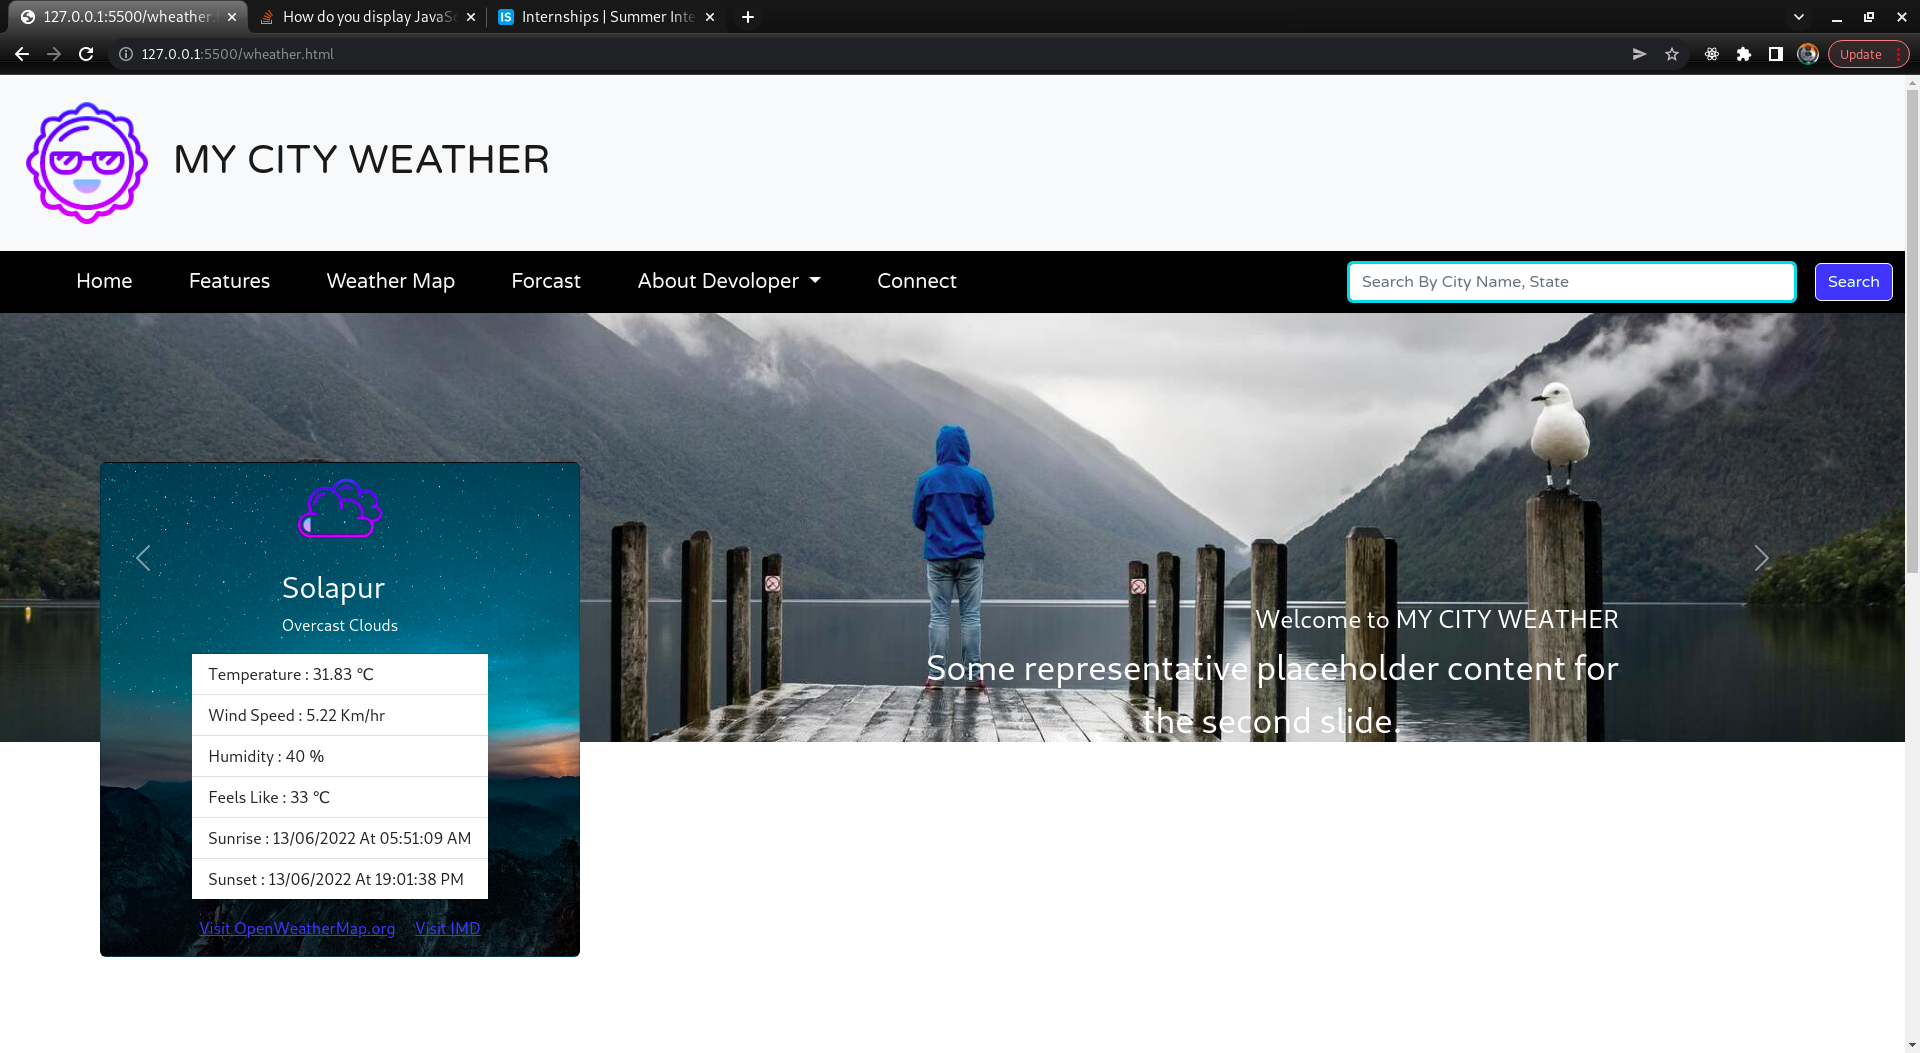 127.0.0.1:5500/wheather.
How do you display JavaSc
IS
Internships | Summer Inte
127.0.0.1:5500/wheather.html
Update
MY CITY WEATHER
Home
Features
Weather Map
Forcast
About Devoloper
Connect
Search By City Name, State
Search
Solapur
Overcast Clouds
Temperature : 31.83 °C
Wind Speed : 5.22 Km/hr
Humidity : 40 %
Feels Like : 33 °C
Sunrise : 13/06/2022 At 05:51:09 AM
Sunset : 13/06/2022 At 19:01:38 PM
Visit OpenWeatherMap.org
Visit IMD
Welcome to MY CITY WEATHER
Some representative placeholder content for
the second slide.